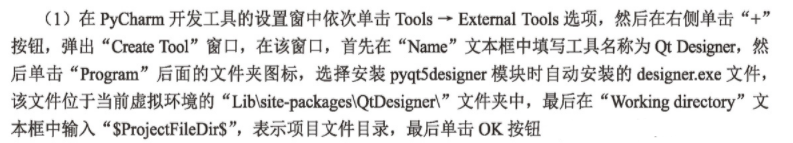 （1）在 PyCharm 开发工具的设置窗中依次单击 Tools → External Tools 选项，然后在右侧单击“+”
按钮，弹出“Create Tool”窗口，在该窗口，首先在“Name”文本框中填写工具名称为 Qt Designer，然
后单击“Program”后面的文件夹图标，选择安装 pyqt5designer 模块时自动安装的 designer.exe 文件，
该文件位于当前虚拟环境的“Lib\site-packages\QtDesigner\”文件夹中，最后在“Working directory”文
本框中输入“$ProjectFileDir$”，表示项目文件目录，最后单击 OK 按钮